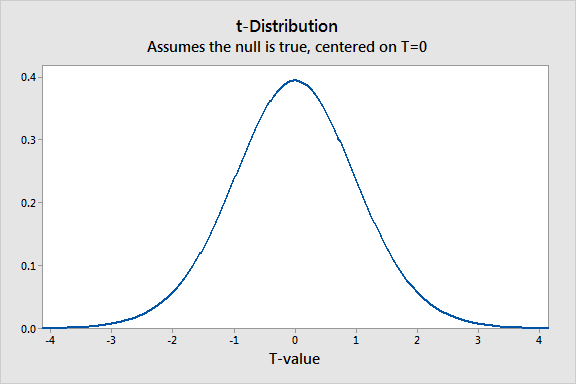 t-Distribution
Assumes the null is true, centered on T=0
0.4
0.3
0.2
0.1
0.0
-4 -3 -2 -1 0 1 2 3 4
T-value